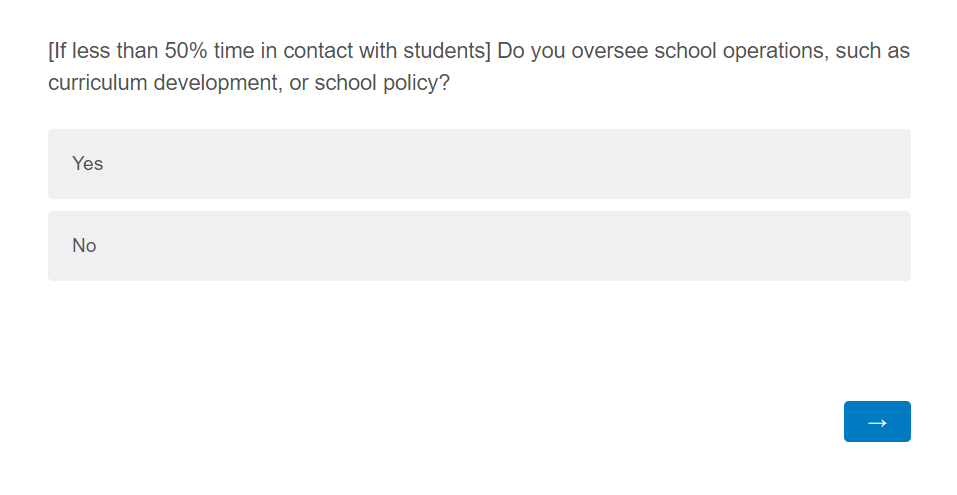 [If less than 50% time in contact with students] Do you oversee school operations, such as
curriculum development, or school policy?
Yes
No
→